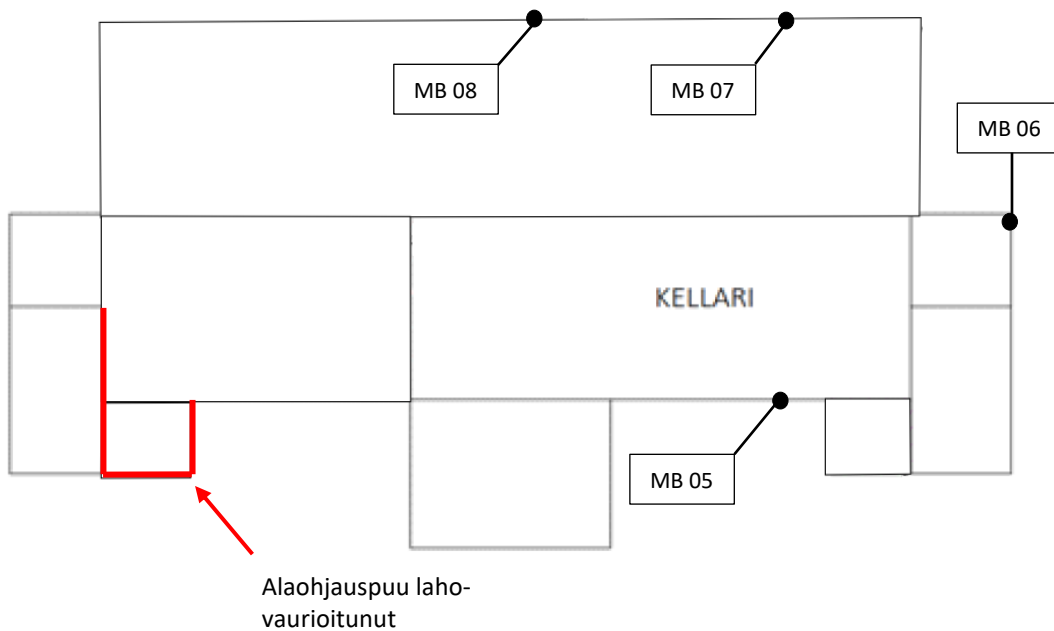 MB 08
MB 07
MB 06
KELLARI
MB 05
Alaohjauspuu laho-
vaurioitunut